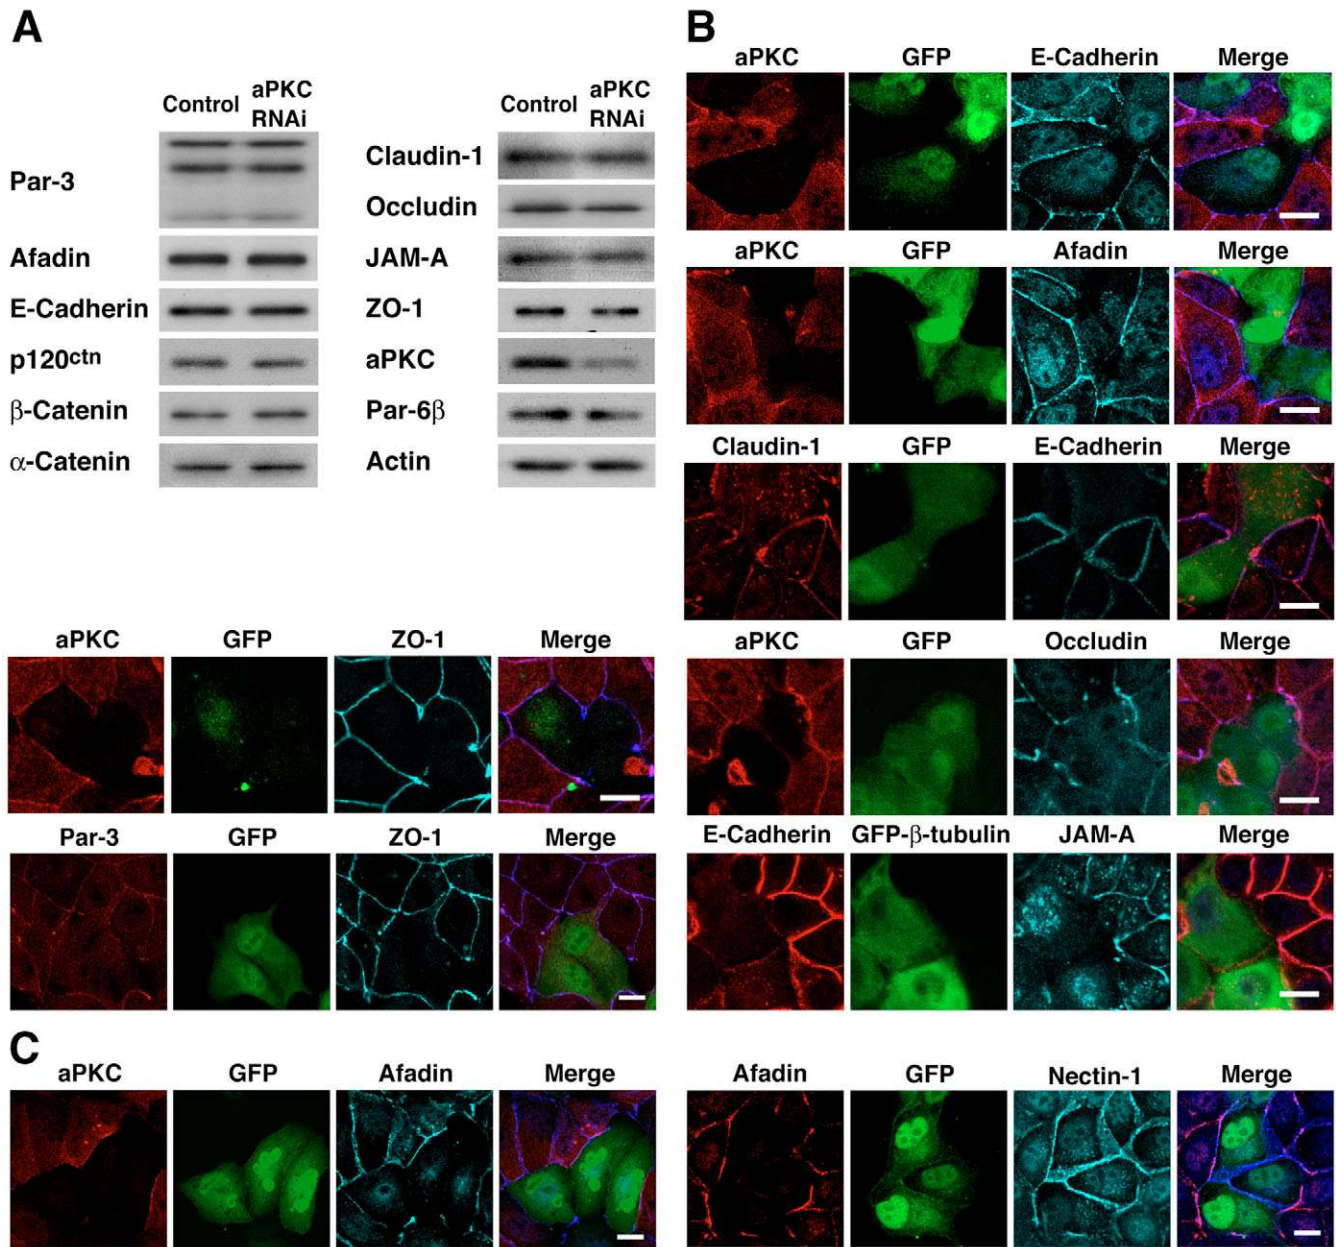 A
Control
aPKC
RNAi
Par-3
Afadin
E-Cadherin
p120ctn
β-Catenin
α-Catenin
Control
aPKC
RNAi
Claudin-1
Occludin
JAM-A
ZO-1
aPKC
Par-6β
Actin
aPKC GFP ZO-1 Merge
Par-3 GFP ZO-1 Merge
B
aPKC GFP E-Cadherin Merge
aPKC GFP Afadin Merge
Claudin-1 GFP E-Cadherin Merge
aPKC GFP Occludin Merge
E-Cadherin GFP-β-tubulin JAM-A Merge
C
aPKC GFP Afadin Merge
Afadin GFP Nectin-1 Merge